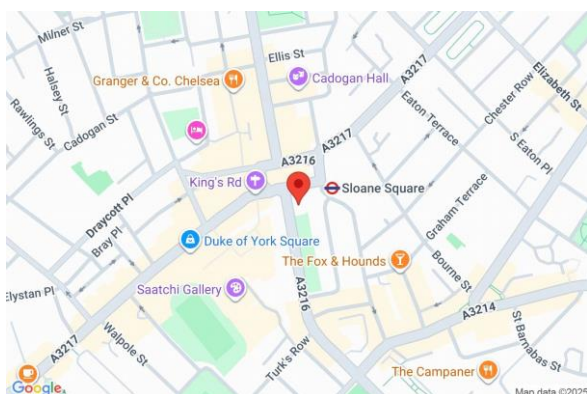 Milner St
Ellis St
Granger & Co. Chelsea
Cadogan Hall
A3217
Elizabeth St
Halsey St
Rawlings St
Cadogan St
Eaton Terrace
Chester Row
A3217
S Eaton Pl
A3216
King's Rd
Sloane Square
Draycott Pl
Bray Pl
Graham Terrace
Duke of York Square
The Fox & Hounds
Bourne St
Elystan Pl
Saatchi Gallery
A3216
A3214
St Barnabas St
A3217
Walpole St
Turk's Row
The Campaner
Google
Map data ©2025